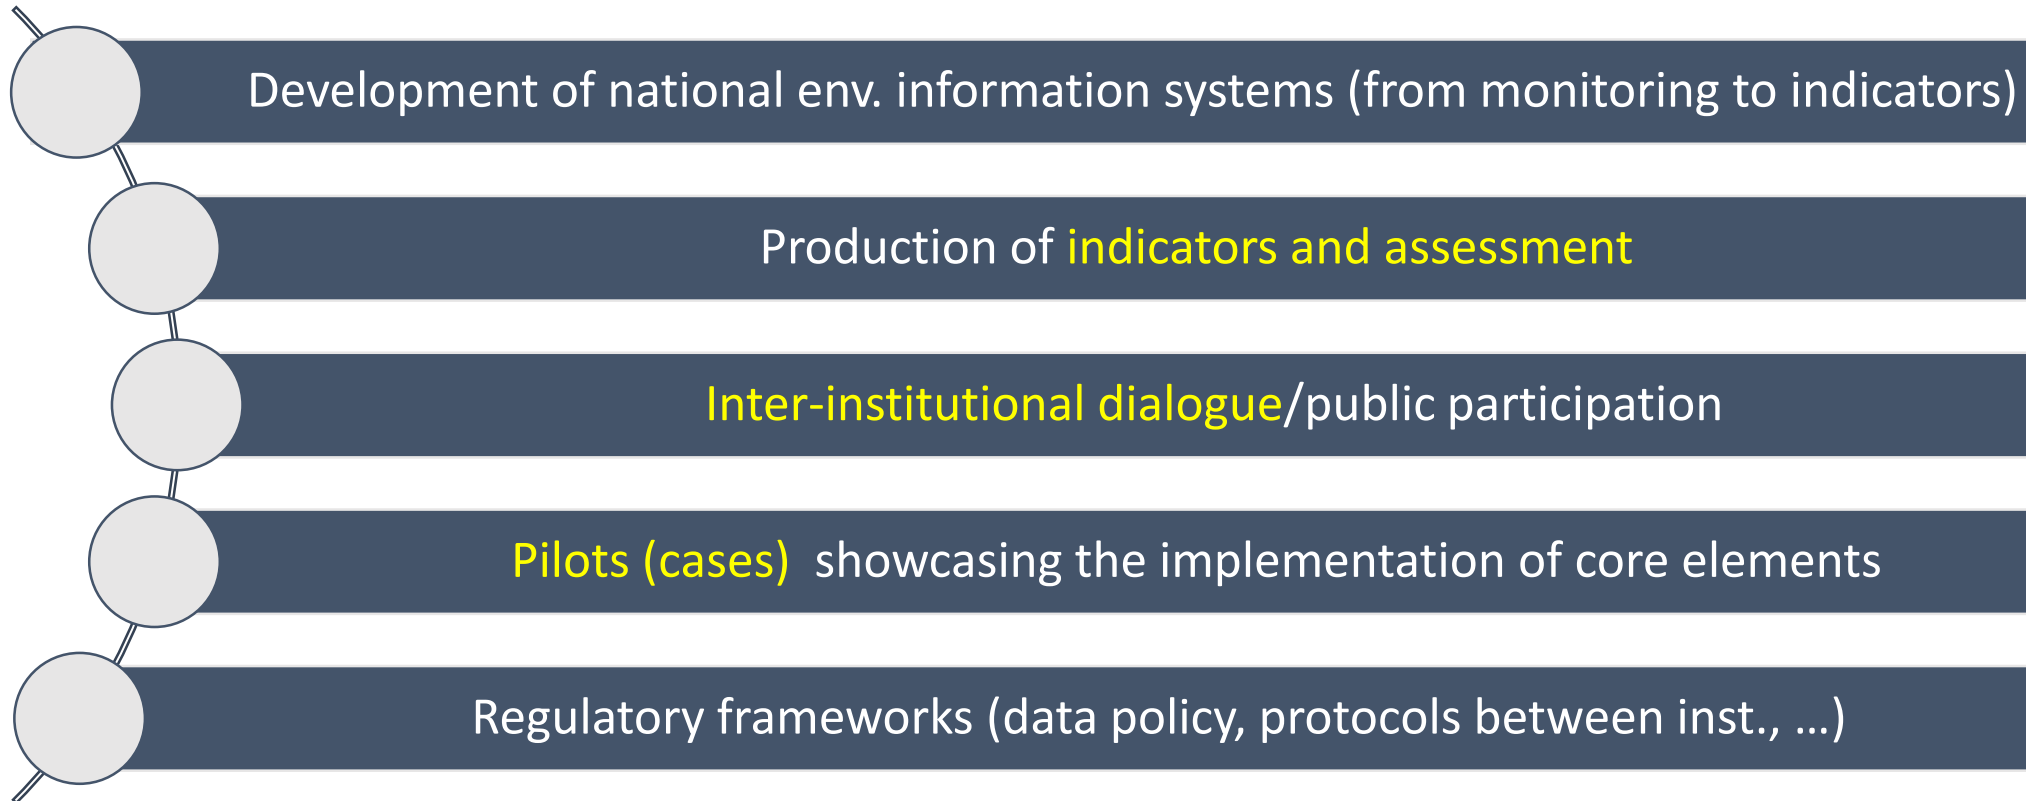 Development of national env. information systems (from monitoring to indicators)
Production of indicators and assessment
Inter-institutional dialogue/public participation
Pilots (cases)  showcasing the implementation of core elements
Regulatory frameworks (data policy, protocols between inst., …)